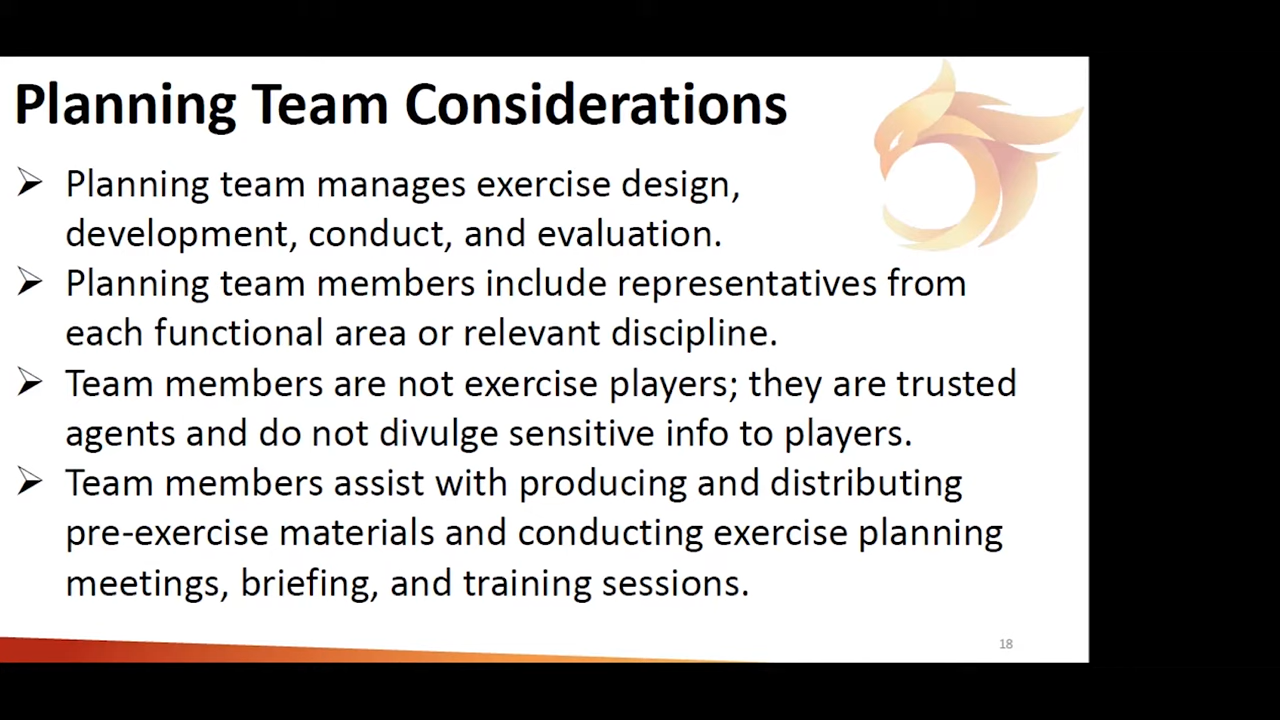 Planning Team Considerations
➢ Planning team manages exercise design,
development, conduct, and evaluation.
➢ Planning team members include representatives from
each functional area or relevant discipline.
➢ Team members are not exercise players; they are trusted
agents and do not divulge sensitive info to players.
➢ Team members assist with producing and distributing
pre-exercise materials and conducting exercise planning
meetings, briefing, and training sessions.
18